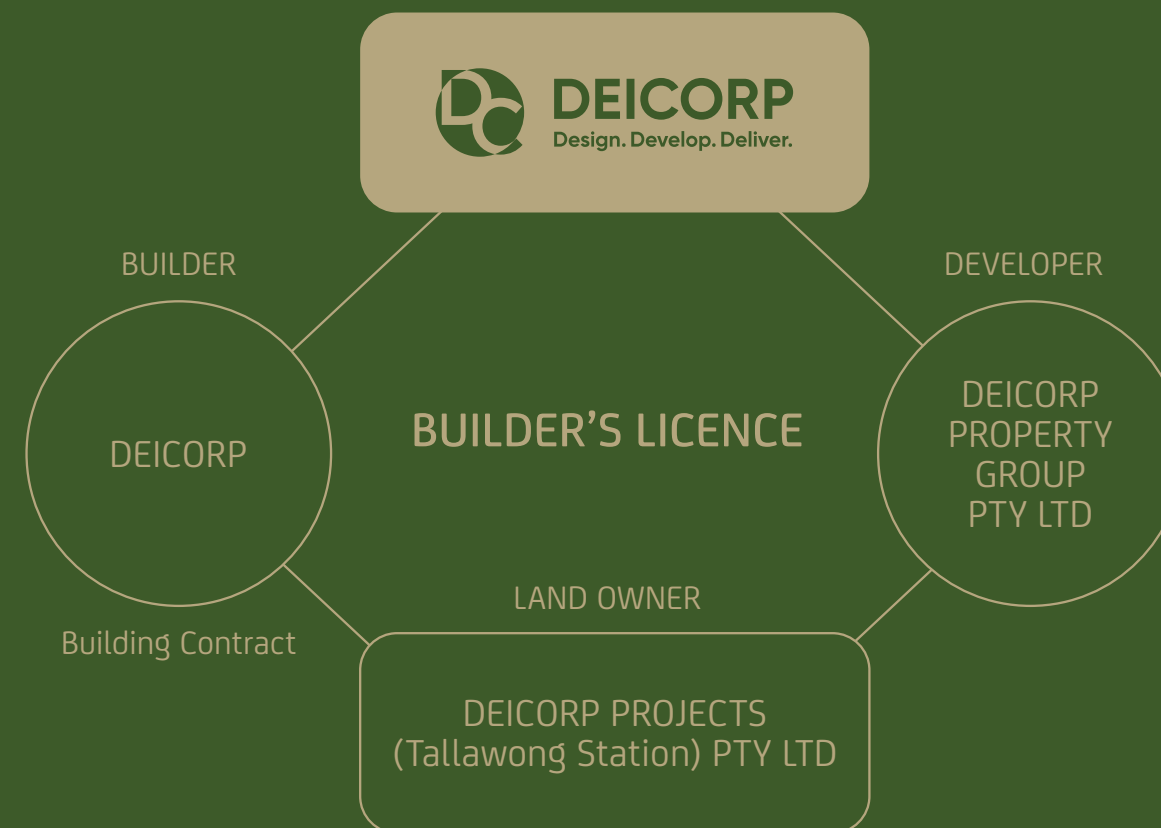 DC DEICORP
Design. Develop. Deliver.
BUILDER
DEVELOPER
DEICORP
BUILDER’S LICENCE
DEICORP
PROPERTY
GROUP
PTY LTD
LAND OWNER
Building Contract
DEICORP PROJECTS
(Tallawong Station) PTY LTD